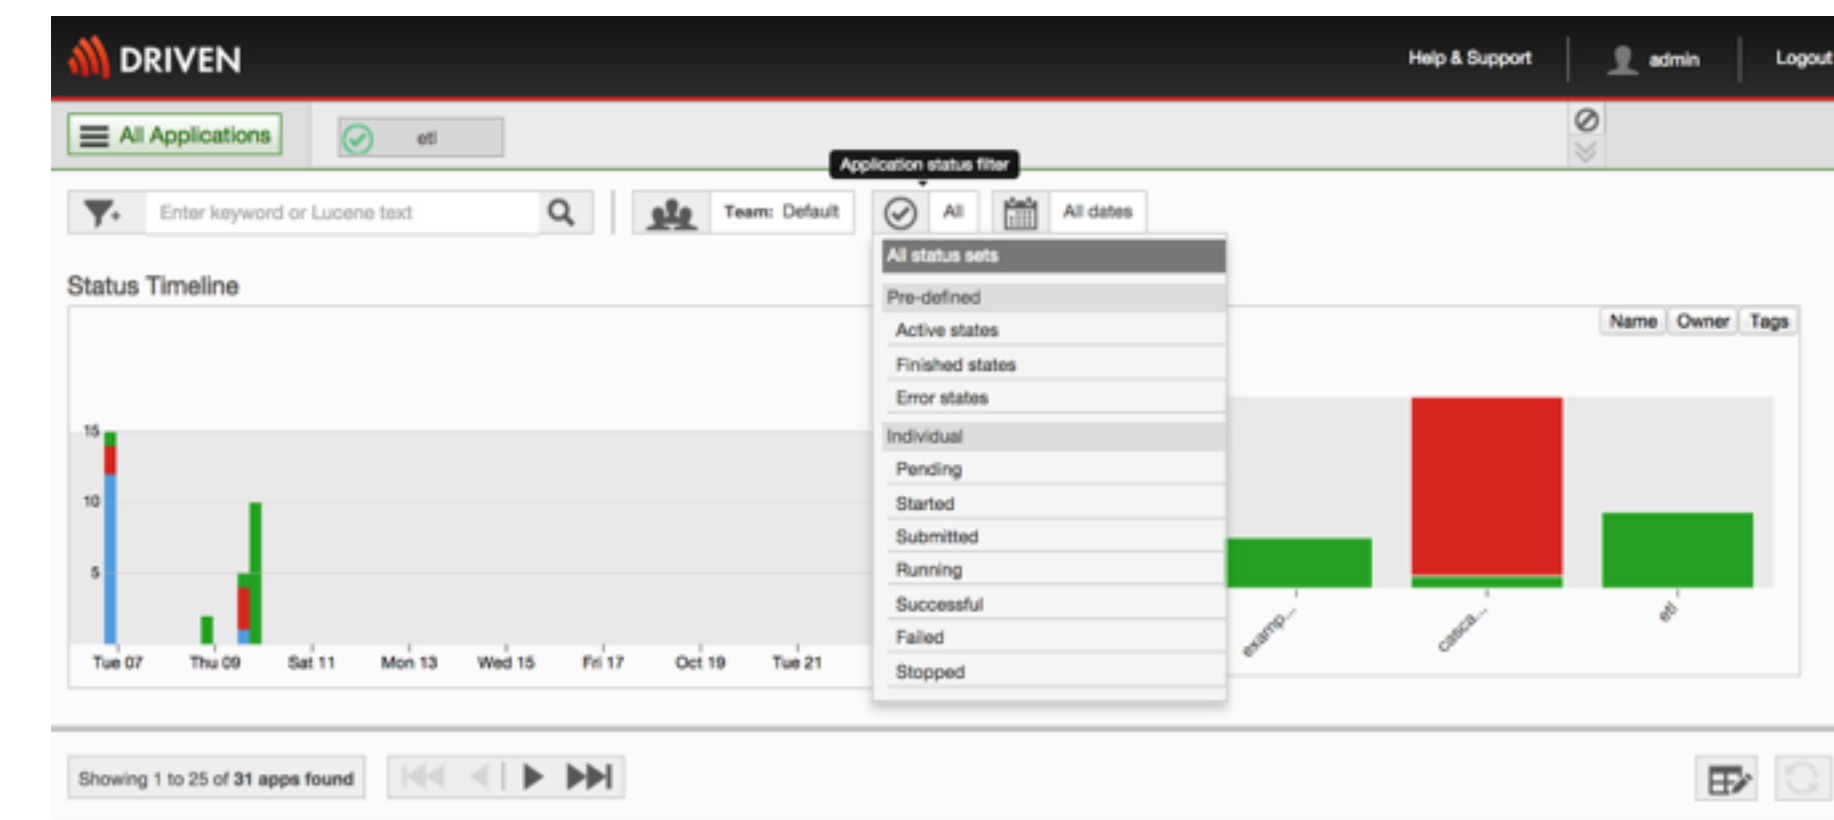 DRIVEN
Help & Support
admin
Logout
All Applications
etl
Application status filter
Enter keyword or Lucene text
Team: Default
All
All dates
All status sets
Pre-defined
Active states
Finished states
Error states
Individual
Pending
Started
Submitted
Running
Successful
Failed
Stopped
Status Timeline
Name Owner Tags
15
10
5
Tue 07 Thu 09 Sat 11 Mon 13 Wed 15 Fri 17 Oct 19 Tue 21
examp...
casca...
etl
Showing 1 to 25 of 31 apps found